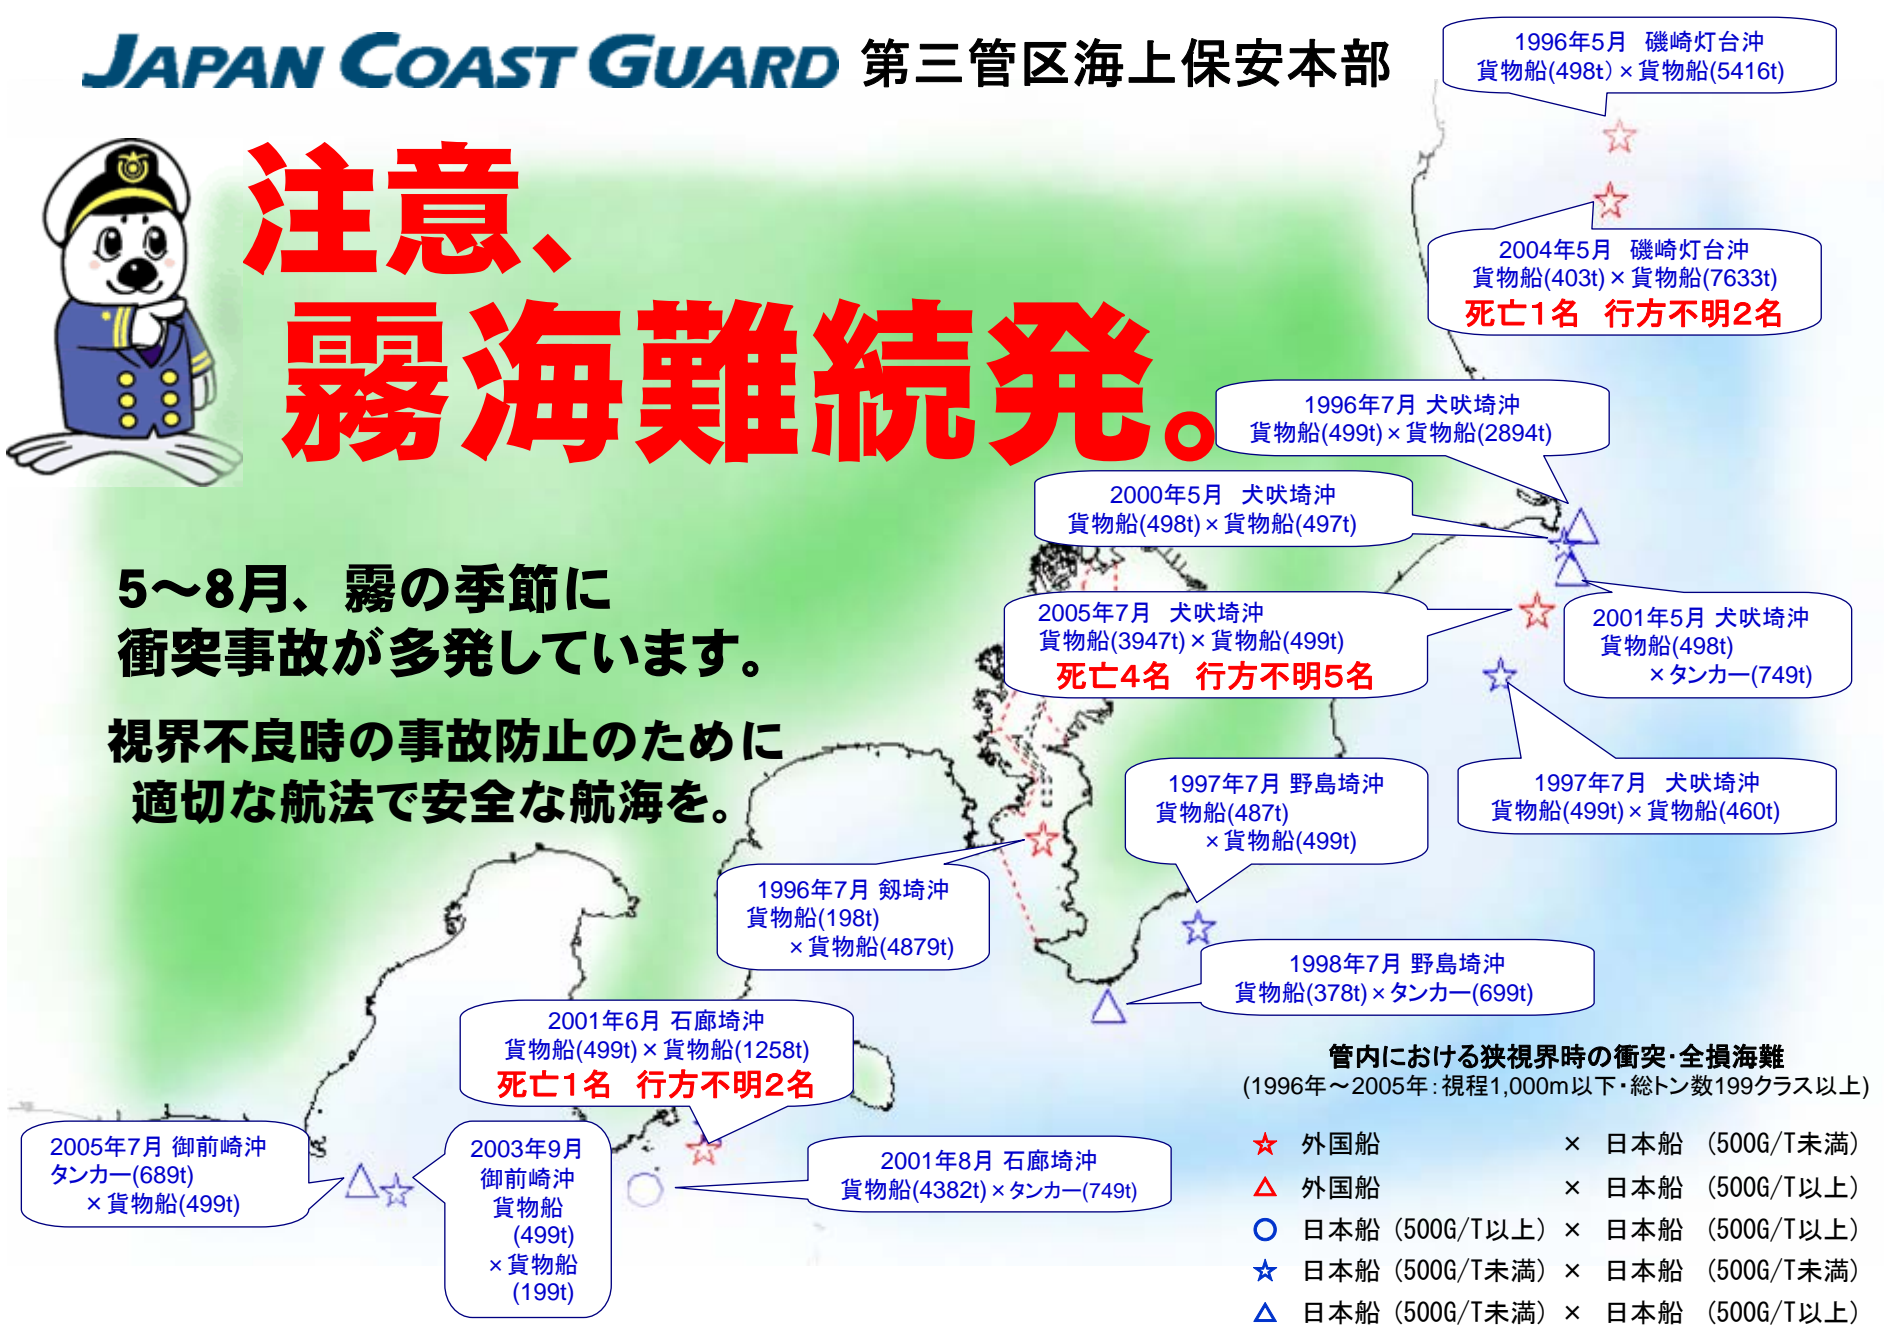 JAPAN COAST GUARD 第三管区海上保安本部
注意、
霧海難続発。
5～8月、霧の季節に
衝突事故が多発しています。
視界不良時の事故防止のために
適切な航法で安全な航海を。
1996年5月 磯崎灯台沖
貨物船(498t)×貨物船(5416t)
2004年5月 磯崎灯台沖
貨物船(403t)×貨物船(7633t)
死亡1名 行方不明2名
1996年7月 犬吠埼沖
貨物船(499t)×貨物船(2894t)
2000年5月 犬吠埼沖
貨物船(498t)×貨物船(497t)
2005年7月 犬吠埼沖
貨物船(3947t)×貨物船(499t)
死亡4名 行方不明5名
2001年5月 犬吠埼沖
貨物船(498t)
×タンカー(749t)
1997年7月 犬吠埼沖
貨物船(499t)×貨物船(460t)
1997年7月 野島埼沖
貨物船(487t)
×貨物船(499t)
1996年7月 剱埼沖
貨物船(198t)
×貨物船(4879t)
1998年7月 野島埼沖
貨物船(378t)×タンカー(699t)
2001年6月 石廊埼沖
貨物船(499t)×貨物船(1258t)
死亡1名 行方不明2名
2005年7月 御前崎沖
タンカー(689t)
×貨物船(499t)
2003年9月
御前崎沖
貨物船
(499t)
×貨物船
(199t)
2001年8月 石廊埼沖
貨物船(4382t)×タンカー(749t)
管内における狭視界時の衝突・全損海難
(1996年～2005年：視程1,000m以下・総トン数199クラス以上)
☆ 外国船 × 日本船 (500G/T未満)
△ 外国船 × 日本船 (500G/T以上)
○ 日本船 (500G/T以上) × 日本船 (500G/T以上)
☆ 日本船 (500G/T未満) × 日本船 (500G/T未満)
△ 日本船 (500G/T未満) × 日本船 (500G/T以上)